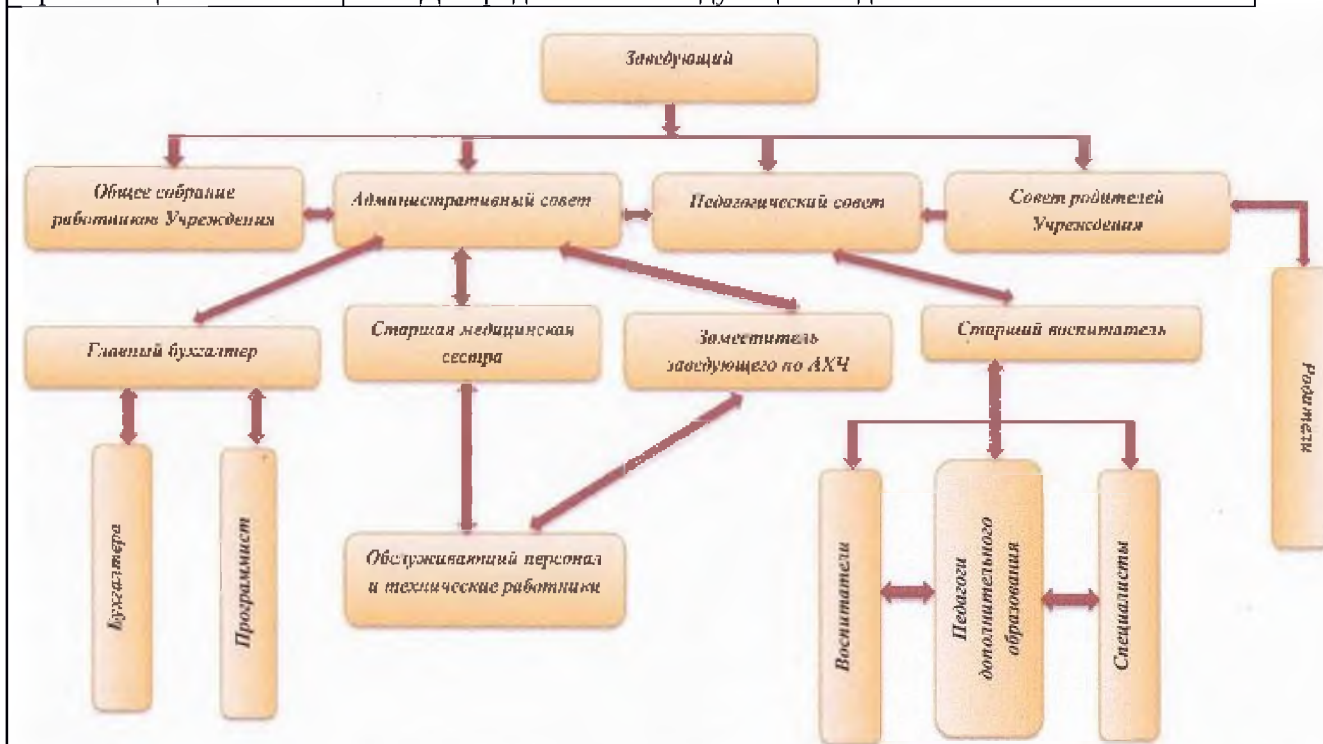 Заведующий
Общее собрание
работников Учреждения
Административный совет
Педагогический совет
Совет родителей
Учреждения
Главный бухгалтер
Старшая медицинская
сестра
Заместитель
заведующего по АХЧ
Старший воспитатель
Родители
Бухгалтера
Программист
Обслуживающий персонал
и технические работники
Воспитатели
Педагоги
дополнительного
образования
Специалисты